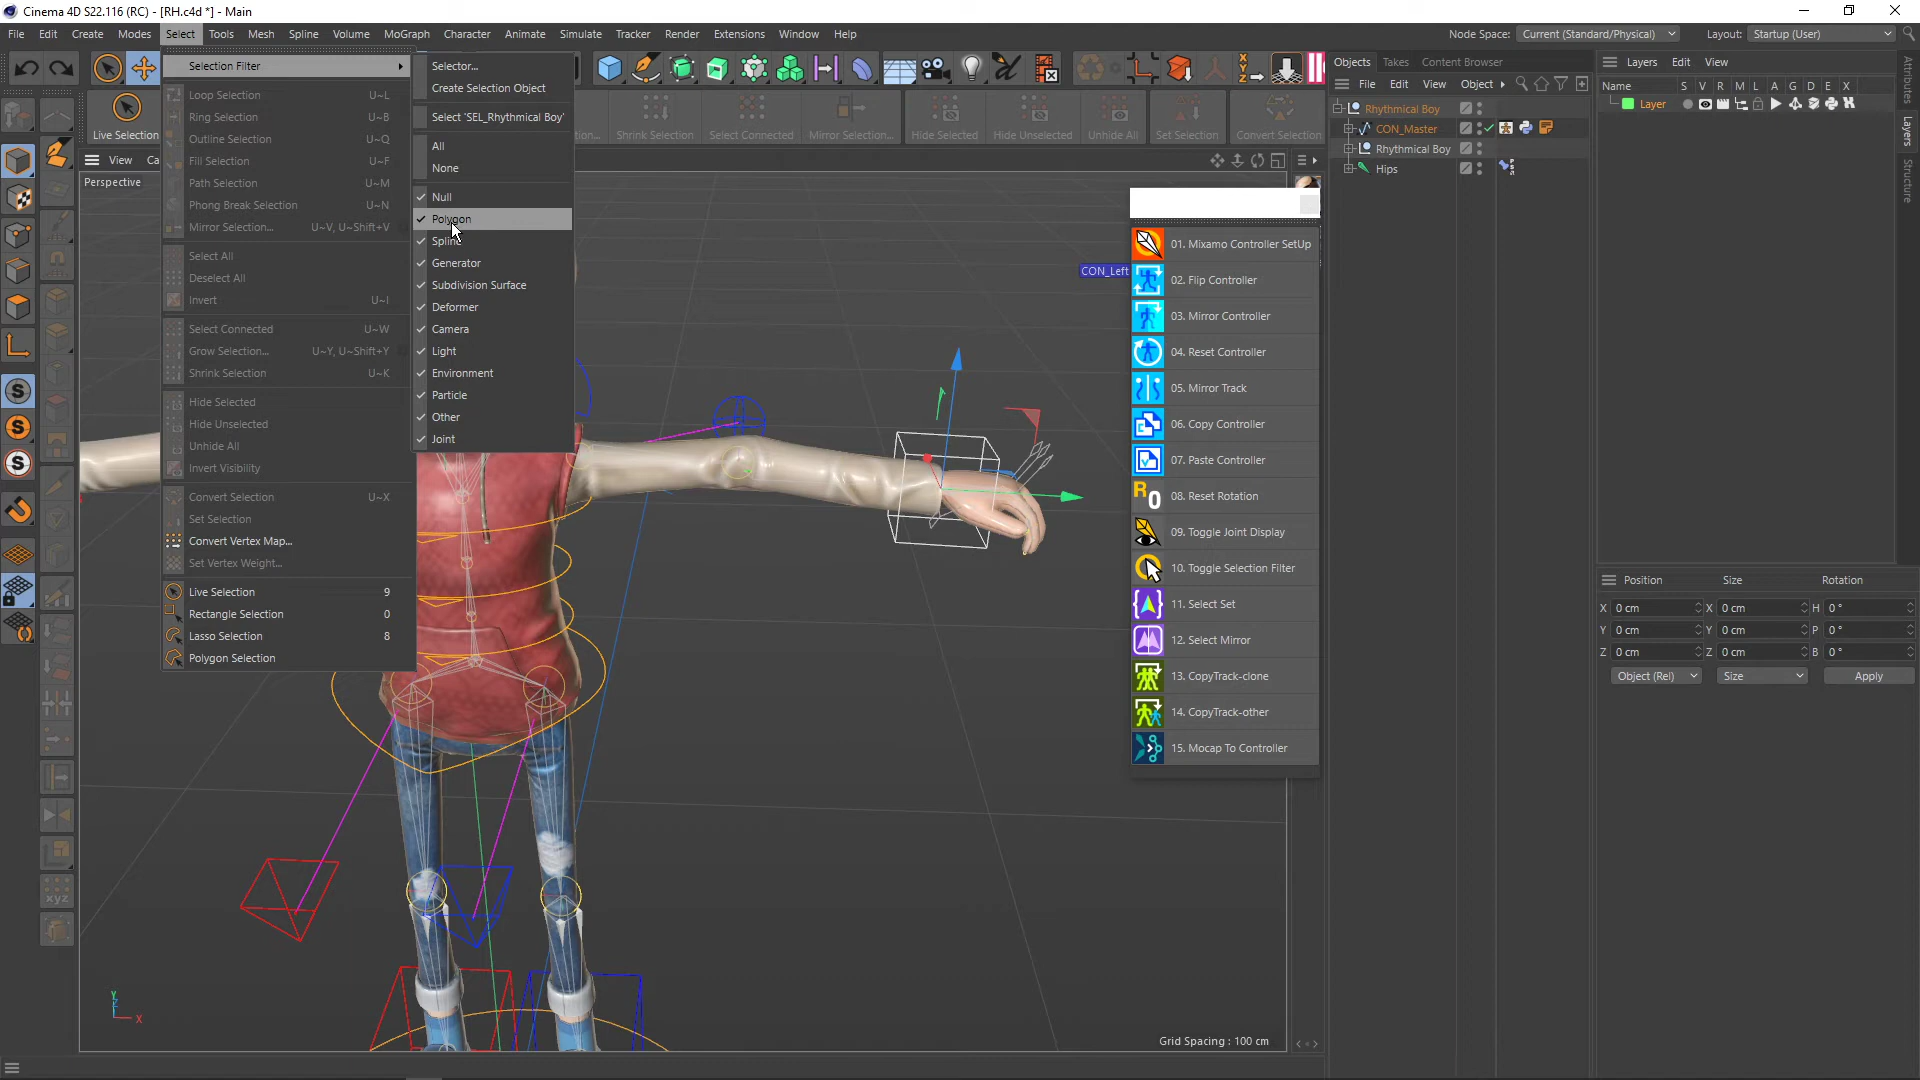 Cinema 4D S22.116 (RC) - [RH.c4d *] - Main
File Edit Create Modes Select Tools Mesh Spline Volume MoGraph Character Animate Simulate Tracker Render Extensions Window Help
Node Space: Current (Standard/Physical) Layout: Startup (User)
Selection Filter
Loop Selection U~L
Ring Selection U~B
Outline Selection U~Q
Fill Selection U~F
Path Selection U~M
Phong Break Selection U~N
Mirror Selection... U~V, U~Shift+V
Select All
Deselect All
Invert U~I
Select Connected U~W
Grow Selection... U~Y, U~Shift+Y
Shrink Selection U~K
Hide Selected
Hide Unselected
Unhide All
Invert Visibility
Convert Selection U~X
Set Selection
Convert Vertex Map...
Set Vertex Weight...
Live Selection 9
Rectangle Selection 0
Lasso Selection 8
Polygon Selection
Selector...
Create Selection Object
Select 'SEL_Rhythmical Boy'
All
None
Null
Polygon
Spline
Generator
Subdivision Surface
Deformer
Camera
Light
Environment
Particle
Other
Joint
Live Selection
Shrink Selection Select Connected Mirror Selection... Hide Selected Hide Unselected Unhide All Set Selection Convert Selection
View Ca
Perspective
CON_Left
01. Mixamo Controller SetUp
02. Flip Controller
03. Mirror Controller
04. Reset Controller
05. Mirror Track
06. Copy Controller
07. Paste Controller
08. Reset Rotation
09. Toggle Joint Display
10. Toggle Selection Filter
11. Select Set
12. Select Mirror
13. CopyTrack-clone
14. CopyTrack-other
15. Mocap To Controller
Y
Z
X
Grid Spacing : 100 cm
Objects Takes Content Browser
File Edit View Object
Rhythmical Boy
CON_Master
Rhythmical Boy
Hips
Layers Edit View
Name S V R M L A G D E X
Layer
Attributes
Layers
Structure
Position Size Rotation
X 0 cm X 0 cm H 0 °
Y 0 cm Y 0 cm P 0 °
Z 0 cm Z 0 cm B 0 °
Object (Rel) Size Apply